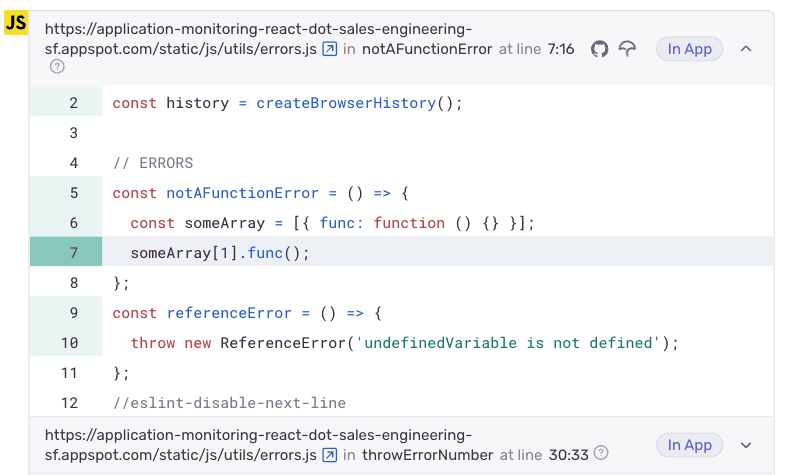 JS
https://application-monitoring-react-dot-sales-engineering-
sf.appspot.com/static/js/utils/errors.js in notAFunctionError at line 7:16 In App
?
2 const history = createBrowserHistory();
3
4 // ERRORS
5 const notAFunctionError = () => {
6 const someArray = [{ func: function () {} }];
7 someArray[1].func();
8 };
9 const referenceError = () => {
10 throw new ReferenceError('undefinedVariable is not defined');
11 };
12 //eslint-disable-next-line
https://application-monitoring-react-dot-sales-engineering-
sf.appspot.com/static/js/utils/errors.js in throwErrorNumber at line 30:33 ? In App